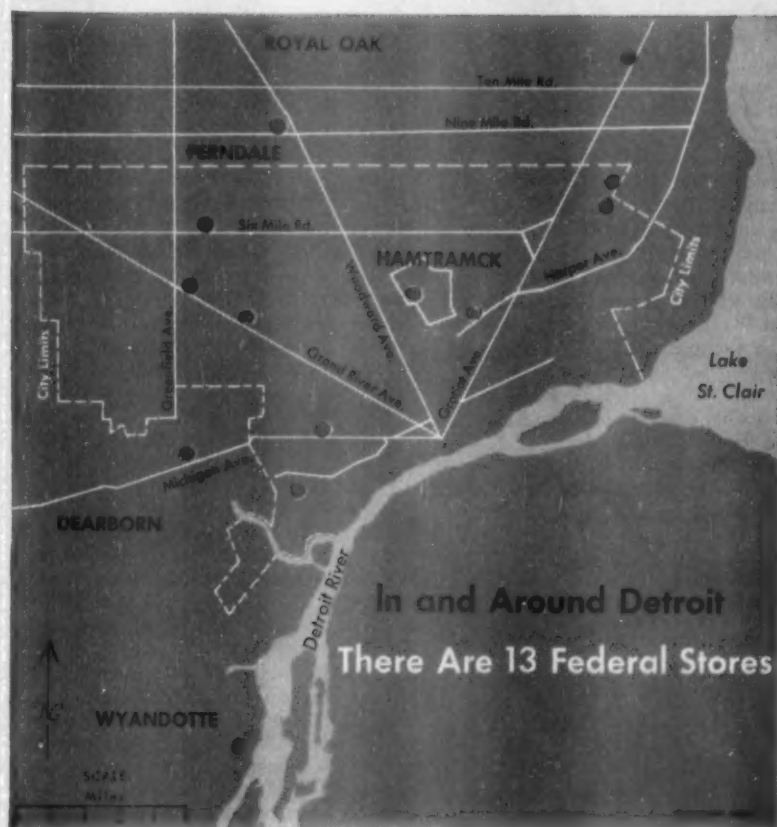 ROYAL OAK
Ten Mile Rd.
Nine Mile Rd.
FERNDALE
Six Mile Rd.
HAMTRAMCK
Harper Ave.
City Limits
Woodward Ave.
Greenfield Ave.
Grand River Ave.
Gratiot Ave.
City Limits
Lake
St. Clair
Michigan Ave.
DEARBORN
Detroit River
In and Around Detroit
There Are 13 Federal Stores
WYANDOTTE
SCALE
Miles